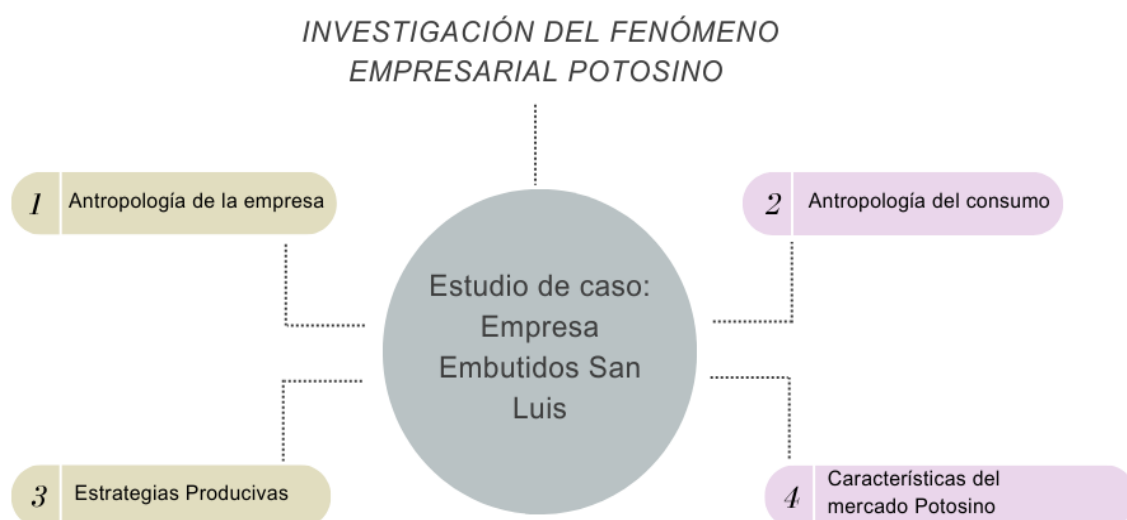 INVESTIGACIÓN DEL FENÓMENO
EMPRESARIAL POTOSINO
1 Antropología de la empresa
2 Antropología del consumo
Estudio de caso:
Empresa
Embutidos San
Luis
3 Estrategias Producivas
4 Características del
mercado Potosino